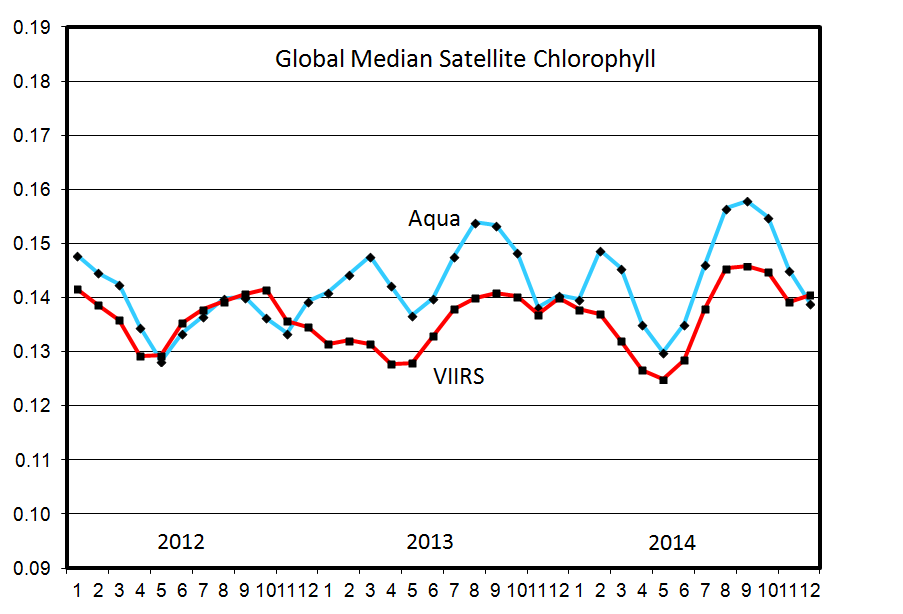 Global Median Satellite Chlorophyll
0.19
0.18
0.17
0.16
0.15
0.14
0.13
0.12
0.11
0.10
0.09
Aqua
VIIRS
2012 2013 2014
1 2 3 4 5 6 7 8 9 10 11 12 1 2 3 4 5 6 7 8 9 10 11 12 1 2 3 4 5 6 7 8 9 10 11 12